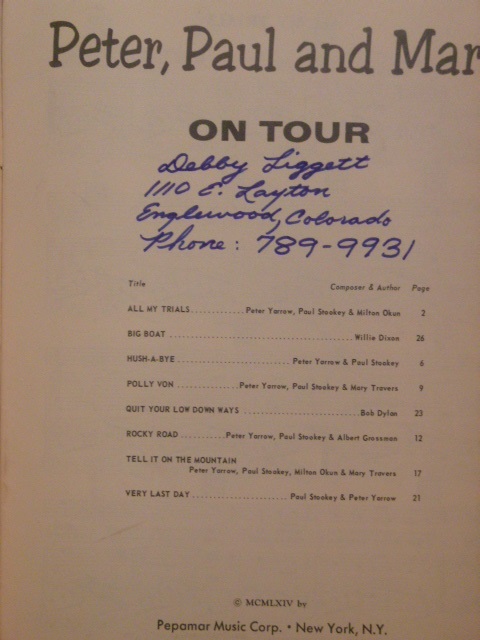 Peter, Paul and Mar
ON TOUR
Debby Liggett
1110 E. Layton
Englewood, Colorado
Phone: 789-9931
Title Composer & Author Page
ALL MY TRIALS............Peter Yarrow, Paul Stookey & Milton Okun 2
BIG BOAT...........................................Willie Dixon 26
HUSH-A-BYE...........................Peter Yarrow & Paul Stookey 6
POLLY VON..............Peter Yarrow, Paul Stookey & Mary Travers 9
QUIT YOUR LOW DOWN WAYS...........................Bob Dylan 23
ROCKY ROAD..........Peter Yarrow, Paul Stookey & Albert Grossman 12
TELL IT ON THE MOUNTAIN
Peter Yarrow, Paul Stookey, Milton Okun & Mary Travers 17
VERY LAST DAY......................Paul Stookey & Peter Yarrow 21
© MCMLXIV by
Pepamar Music Corp. • New York, N.Y.